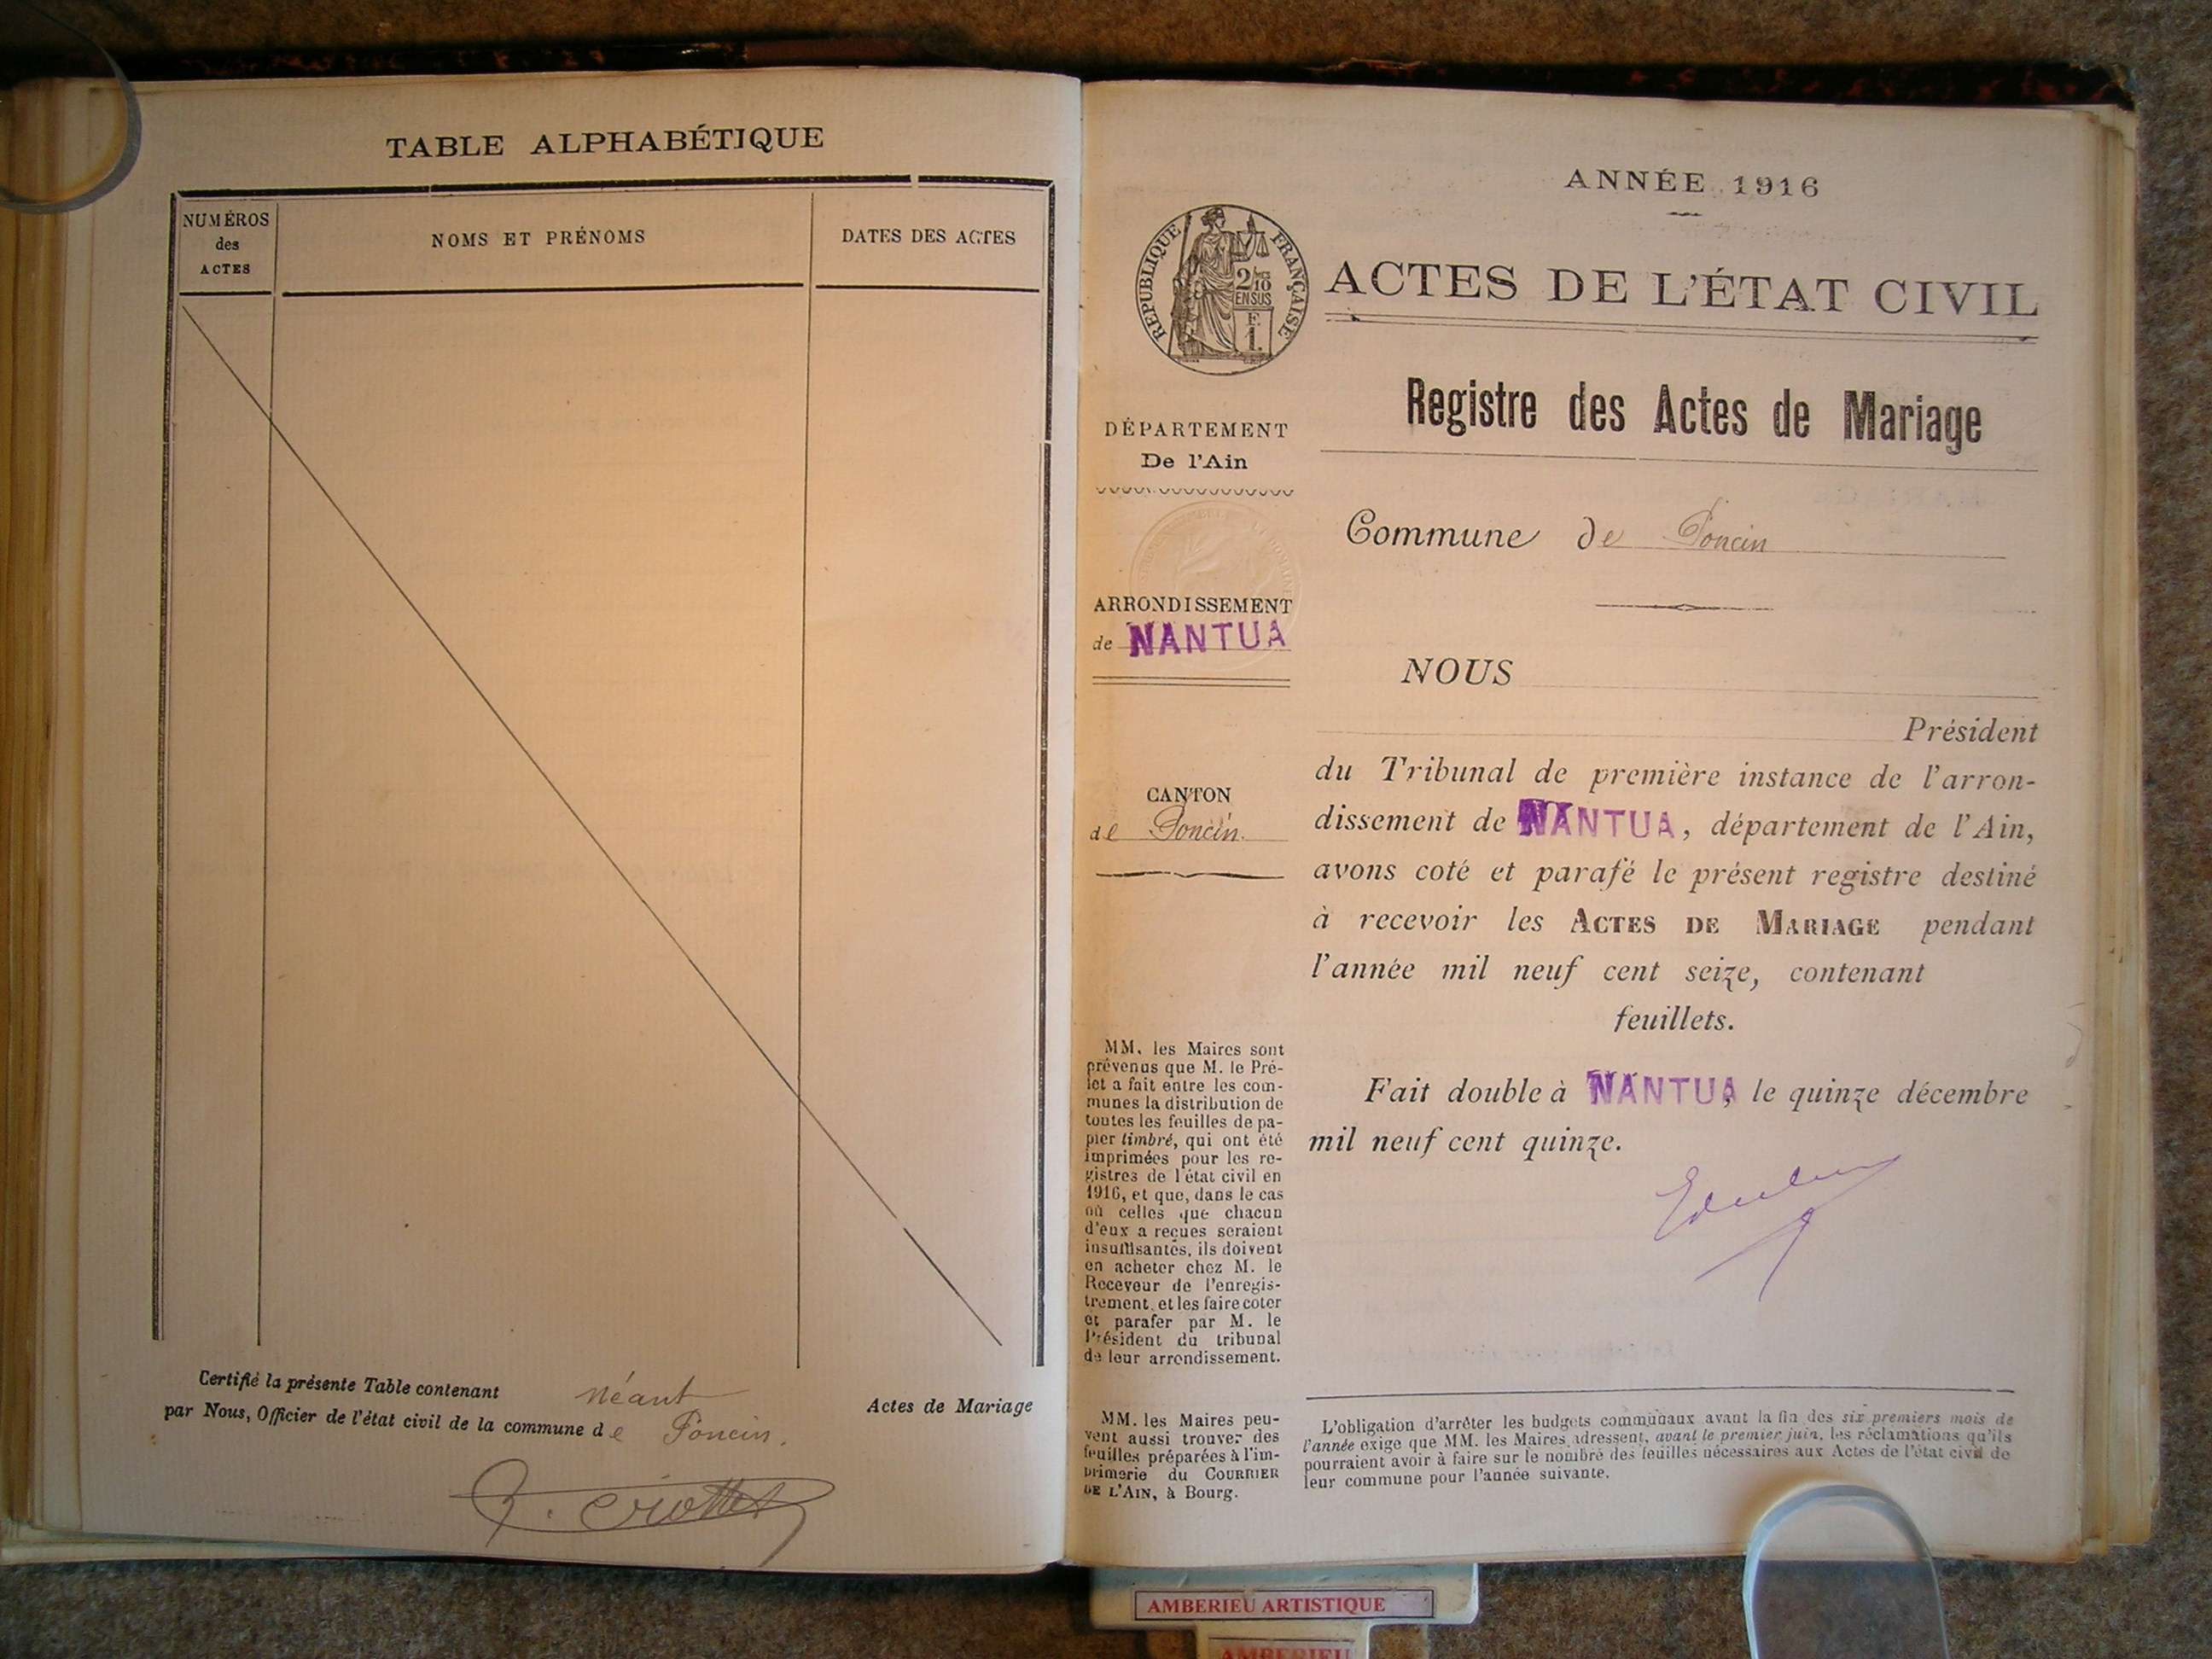 TABLE ALPHABÉTIQUE
NUMÉROS
des
ACTES
NOMS ET PRÉNOMS
DATES DES ACTES
Certifié la présente Table contenant néant Actes de Mariage
par Nous, Officier de l'état civil de la commune de Poncin.
ANNÉE 1916
RÉPUBLIQUE FRANÇAISE
2/10
EN SUS
F.
1.
ACTES DE L'ÉTAT CIVIL
Registre des Actes de Mariage
DÉPARTEMENT
De l'Ain
Commune de Poncin
ARRONDISSEMENT
de NANTUA
CANTON
de Poncin.
NOUS
Président
du Tribunal de première instance de l'arron-
dissement de NANTUA, département de l'Ain,
avons coté et parafé le présent registre destiné
à recevoir les ACTES DE MARIAGE pendant
l'année mil neuf cent seize, contenant
feuillets.
Fait double à NANTUA, le quinze décembre
mil neuf cent quinze.
MM. les Maires sont
prévenus que M. le Pré-
fet a fait entre les com-
munes la distribution de
toutes les feuilles de pa-
pier timbré, qui ont été
imprimées pour les re-
gistres de l'état civil en
1916, et que, dans le cas
où celles que chacun
d'eux a reçues seraient
insuffisantes, ils doivent
en acheter chez M. le
Receveur de l'enregis-
trement, et les faire coter
et parafer par M. le
Président du tribunal
de leur arrondissement.
MM. les Maires peu-
vent aussi trouver des
feuilles préparées à l'im-
primerie du COURRIER
DE L'AIN, à Bourg.
L'obligation d'arrêter les budgets communaux avant la fin des six premiers mois de
l'année exige que MM. les Maires adressent, avant le premier juin, les réclamations qu'ils
pourraient avoir à faire sur le nombre des feuilles nécessaires aux Actes de l'état civil de
leur commune pour l'année suivante.
AMBERIEU ARTISTIQUE
AMBERIEU